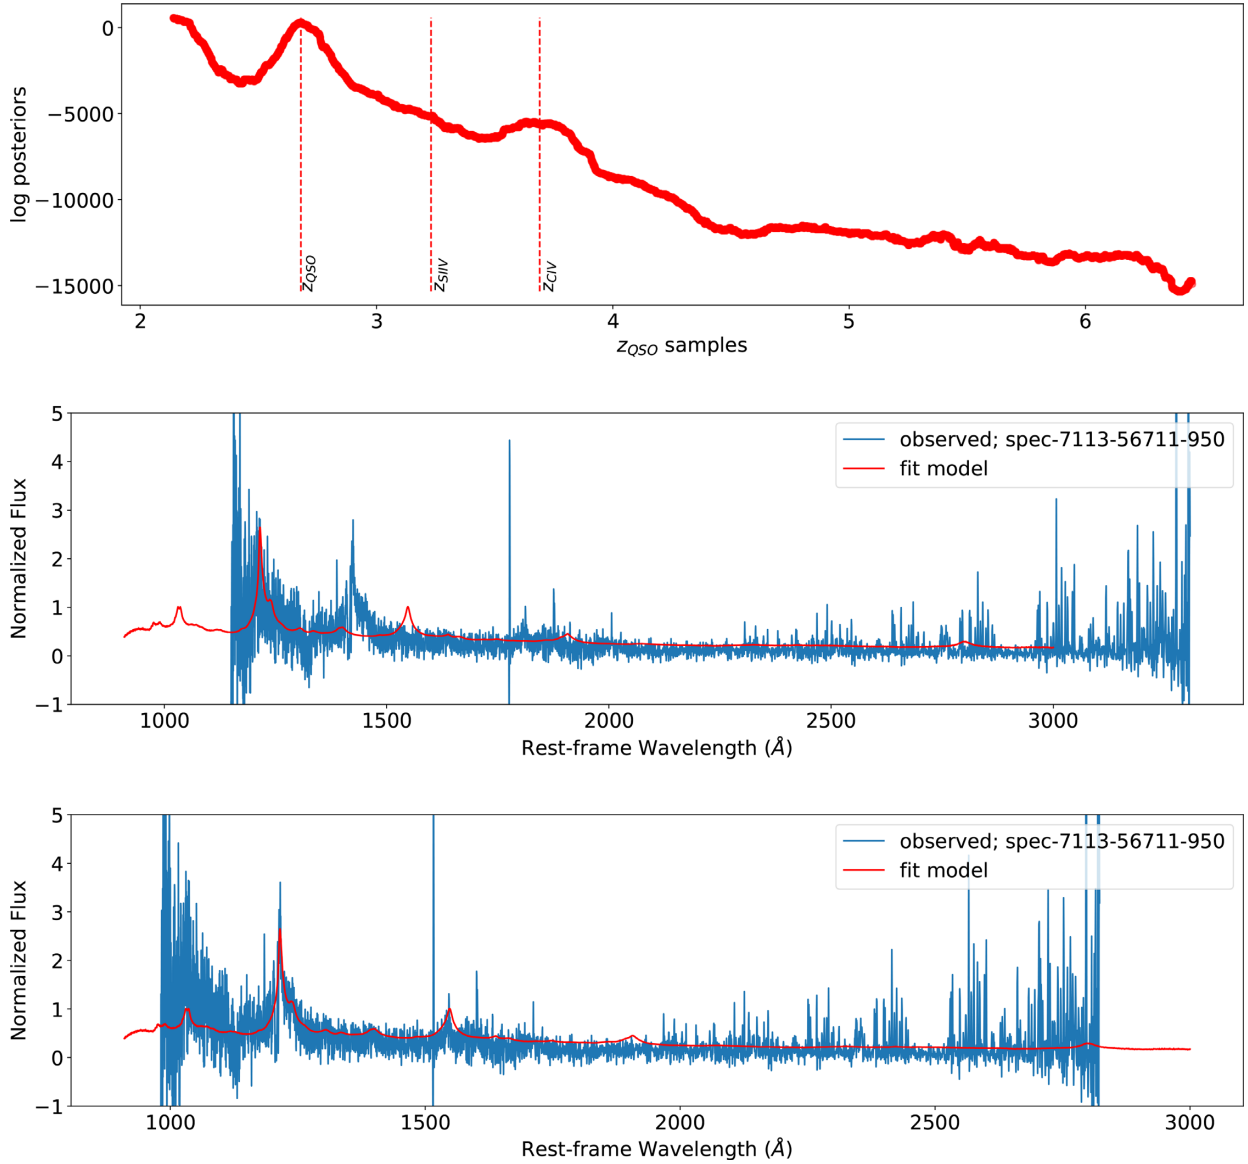 0
−5000
−10000
−15000
log posteriors
z_QSO
z_SIIV
z_CIV
2 3 4 5 6
z_QSO samples
5
4
3
2
1
0
−1
Normalized Flux
observed; spec-7113-56711-950
fit model
1000 1500 2000 2500 3000
Rest-frame Wavelength (Å)
5
4
3
2
1
0
−1
Normalized Flux
observed; spec-7113-56711-950
fit model
1000 1500 2000 2500 3000
Rest-frame Wavelength (Å)